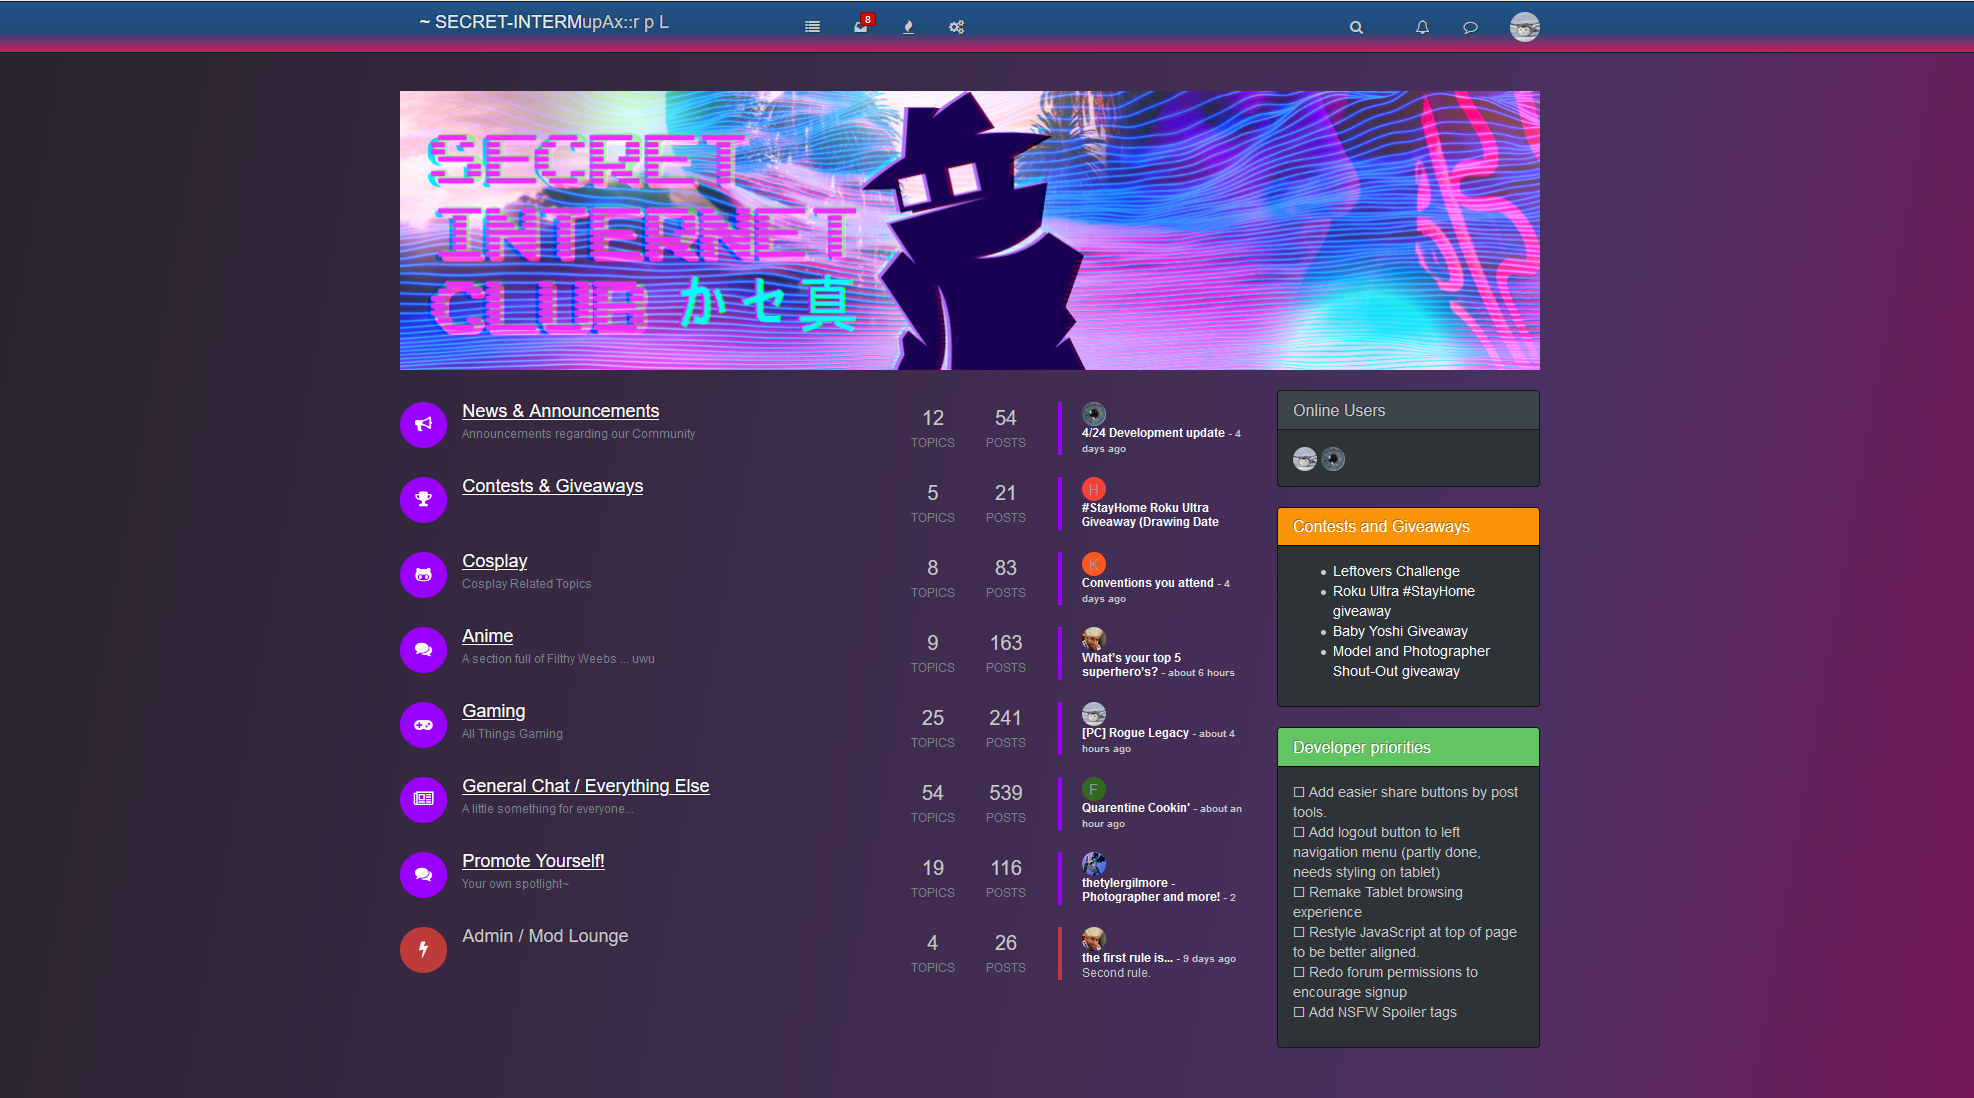 ~ SECRET-INTERMupAx::r p L
8
SECRET
INTERNET
CLUB かセ真
News & Announcements
Announcements regarding our Community
12
TOPICS
54
POSTS
4/24 Development update - 4
days ago
Contests & Giveaways
5
TOPICS
21
POSTS
H
#StayHome Roku Ultra
Giveaway (Drawing Date
Cosplay
Cosplay Related Topics
8
TOPICS
83
POSTS
K
Conventions you attend - 4
days ago
Anime
A section full of Filthy Weebs ... uwu
9
TOPICS
163
POSTS
What's your top 5
superhero's? - about 6 hours
Gaming
All Things Gaming
25
TOPICS
241
POSTS
[PC] Rogue Legacy - about 4
hours ago
General Chat / Everything Else
A little something for everyone...
54
TOPICS
539
POSTS
F
Quarentine Cookin' - about an
hour ago
Promote Yourself!
Your own spotlight~
19
TOPICS
116
POSTS
thetylergilmore -
Photographer and more! - 2
Admin / Mod Lounge
4
TOPICS
26
POSTS
the first rule is... - 9 days ago
Second rule.
Online Users
Contests and Giveaways
Leftovers Challenge
Roku Ultra #StayHome
giveaway
Baby Yoshi Giveaway
Model and Photographer
Shout-Out giveaway
Developer priorities
☐ Add easier share buttons by post
tools.
☐ Add logout button to left
navigation menu (partly done,
needs styling on tablet)
☐ Remake Tablet browsing
experience
☐ Restyle JavaScript at top of page
to be better aligned.
☐ Redo forum permissions to
encourage signup
☐ Add NSFW Spoiler tags